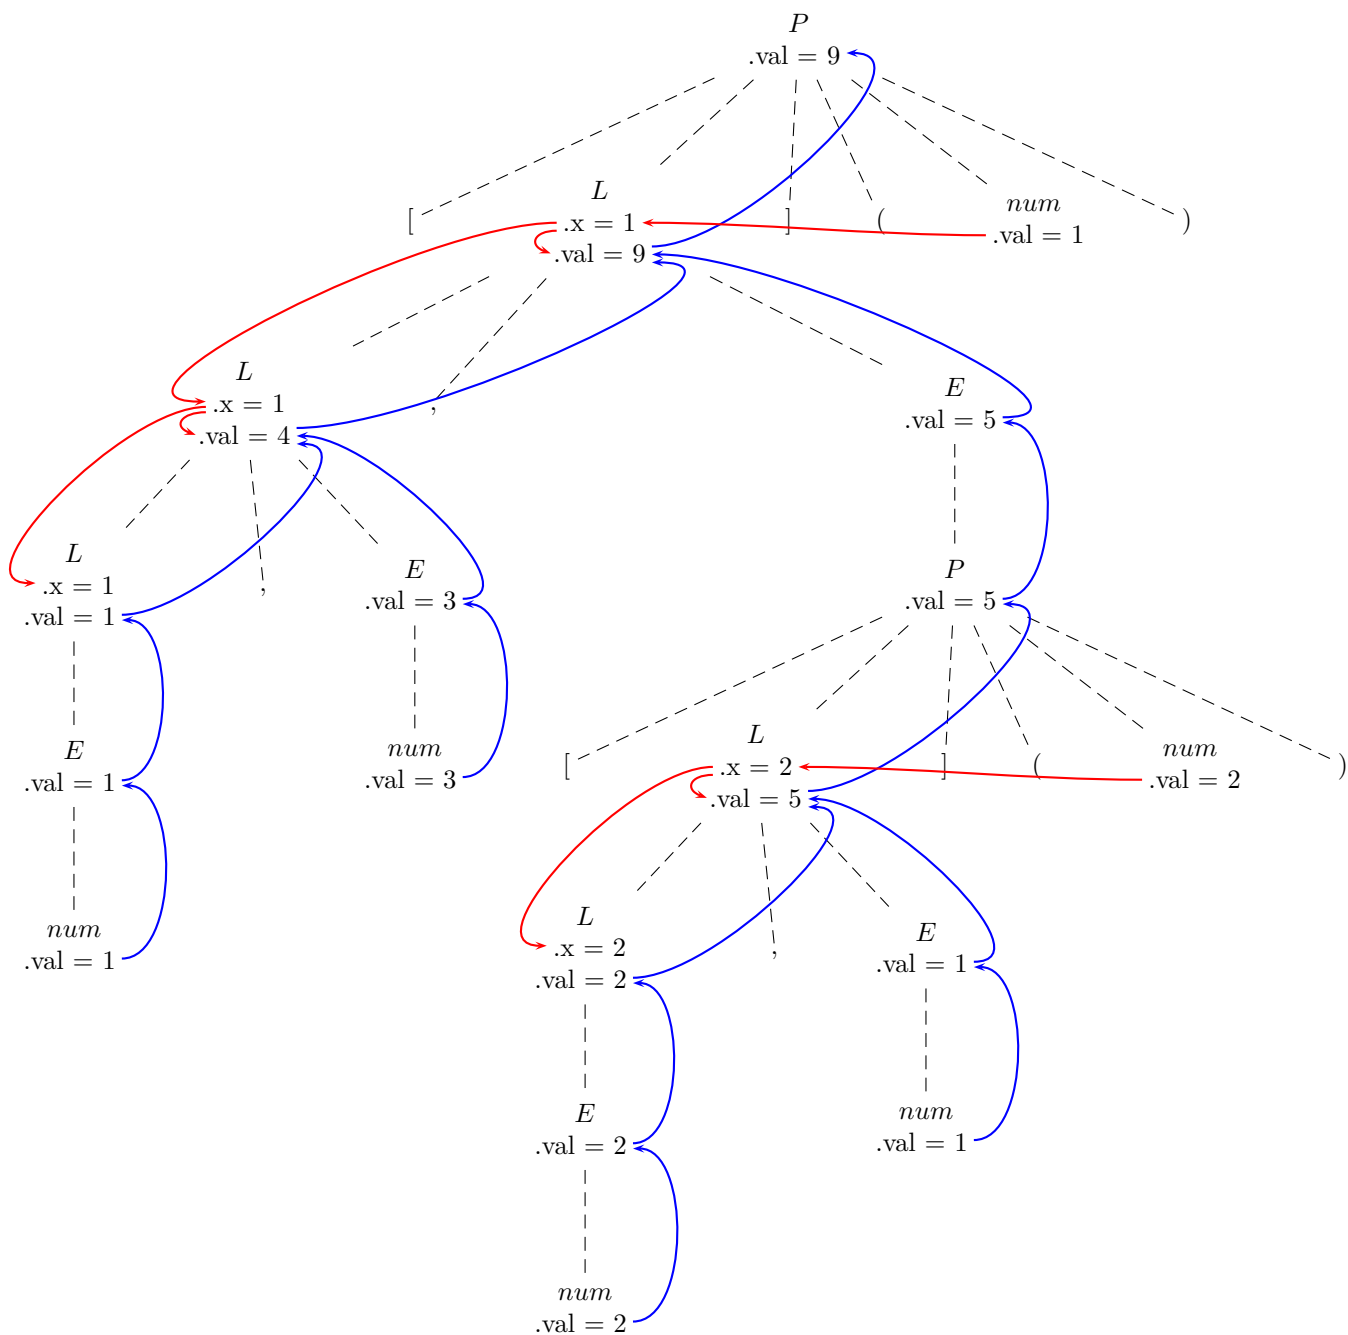 P
.val = 9
[
L
.x = 1
.val = 9
]
(
num
.val = 1
)
L
.x = 1
.val = 4
,
E
.val = 5
L
.x = 1
.val = 1
,
E
.val = 3
P
.val = 5
E
.val = 1
num
.val = 3
[
L
.x = 2
.val = 5
]
(
num
.val = 2
)
num
.val = 1
L
.x = 2
.val = 2
,
E
.val = 1
E
.val = 2
num
.val = 1
num
.val = 2